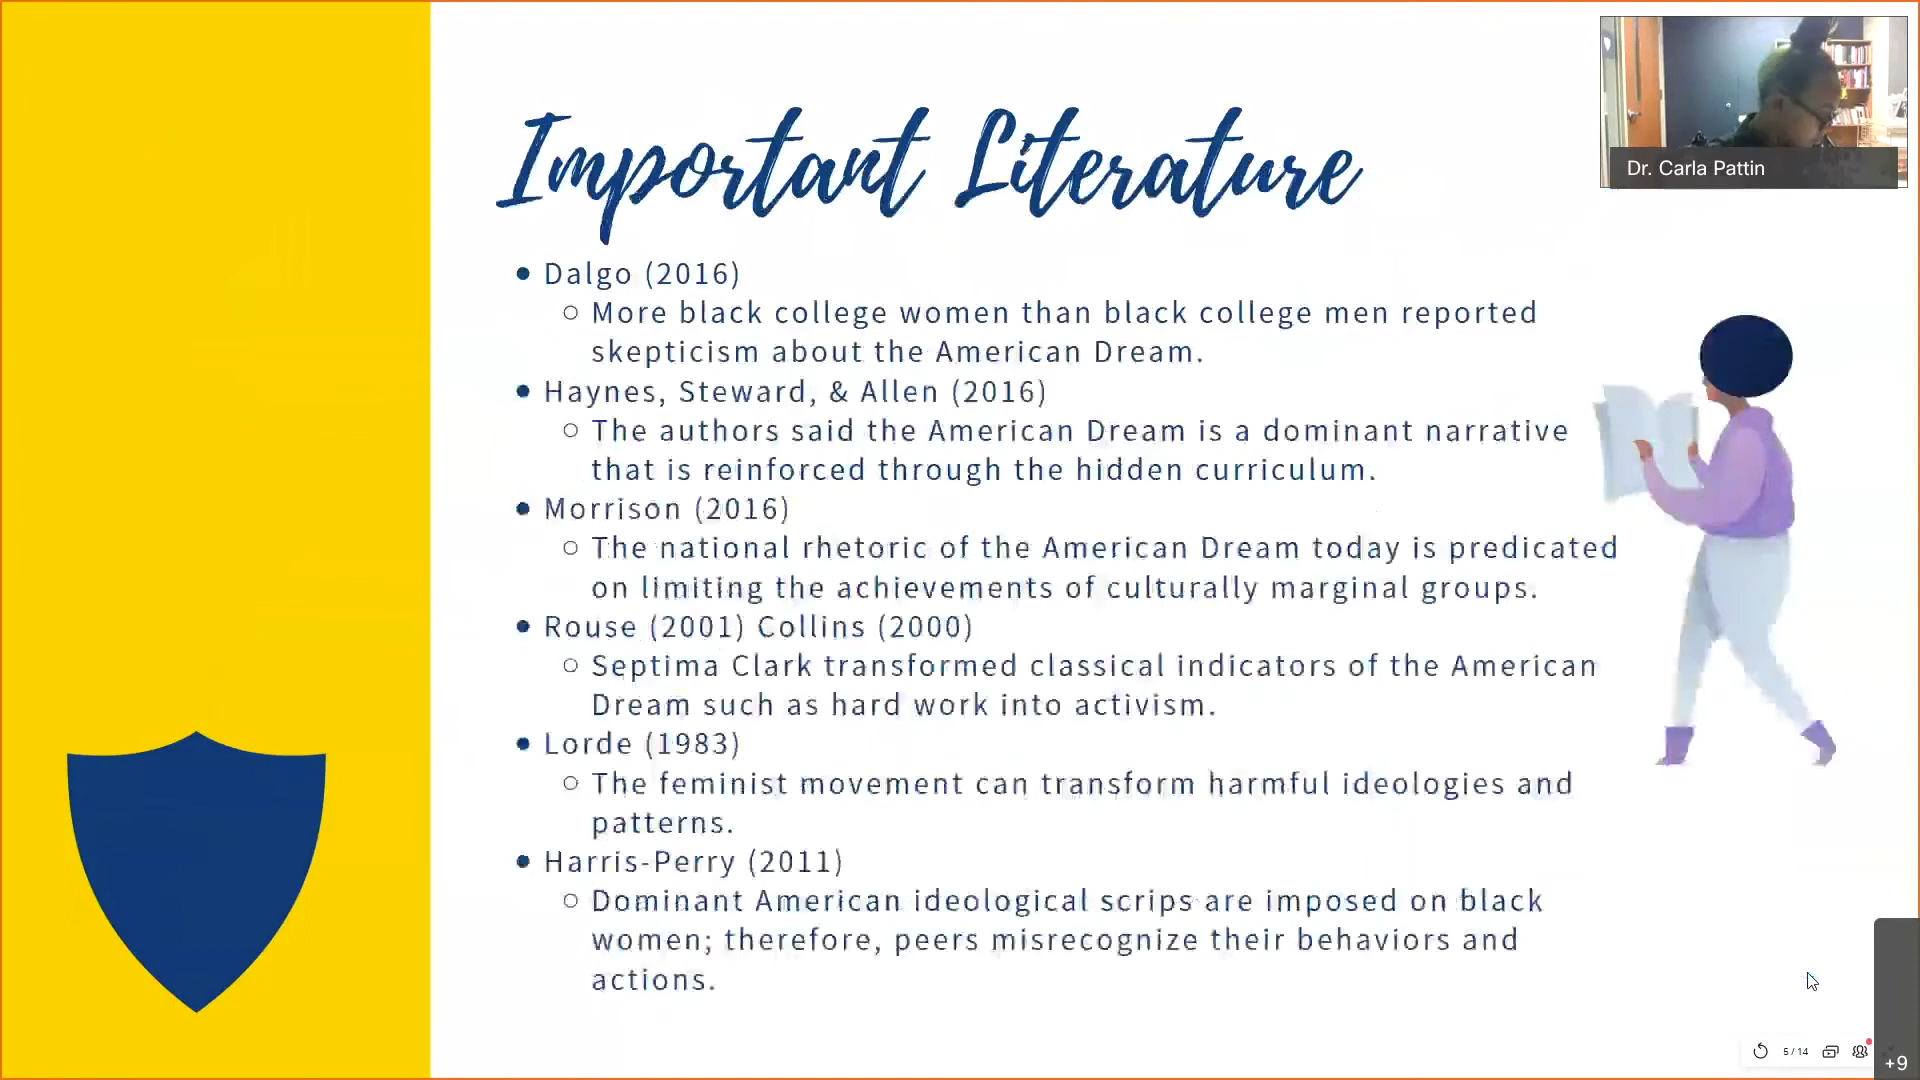 Important Literature
Dr. Carla Pattin
• Dalgo (2016)
○ More black college women than black college men reported
skepticism about the American Dream.
• Haynes, Steward, & Allen (2016)
○ The authors said the American Dream is a dominant narrative
that is reinforced through the hidden curriculum.
• Morrison (2016)
○ The national rhetoric of the American Dream today is predicated
on limiting the achievements of culturally marginal groups.
• Rouse (2001) Collins (2000)
○ Septima Clark transformed classical indicators of the American
Dream such as hard work into activism.
• Lorde (1983)
○ The feminist movement can transform harmful ideologies and
patterns.
• Harris-Perry (2011)
○ Dominant American ideological scrips are imposed on black
women; therefore, peers misrecognize their behaviors and
actions.
5 / 14
+9